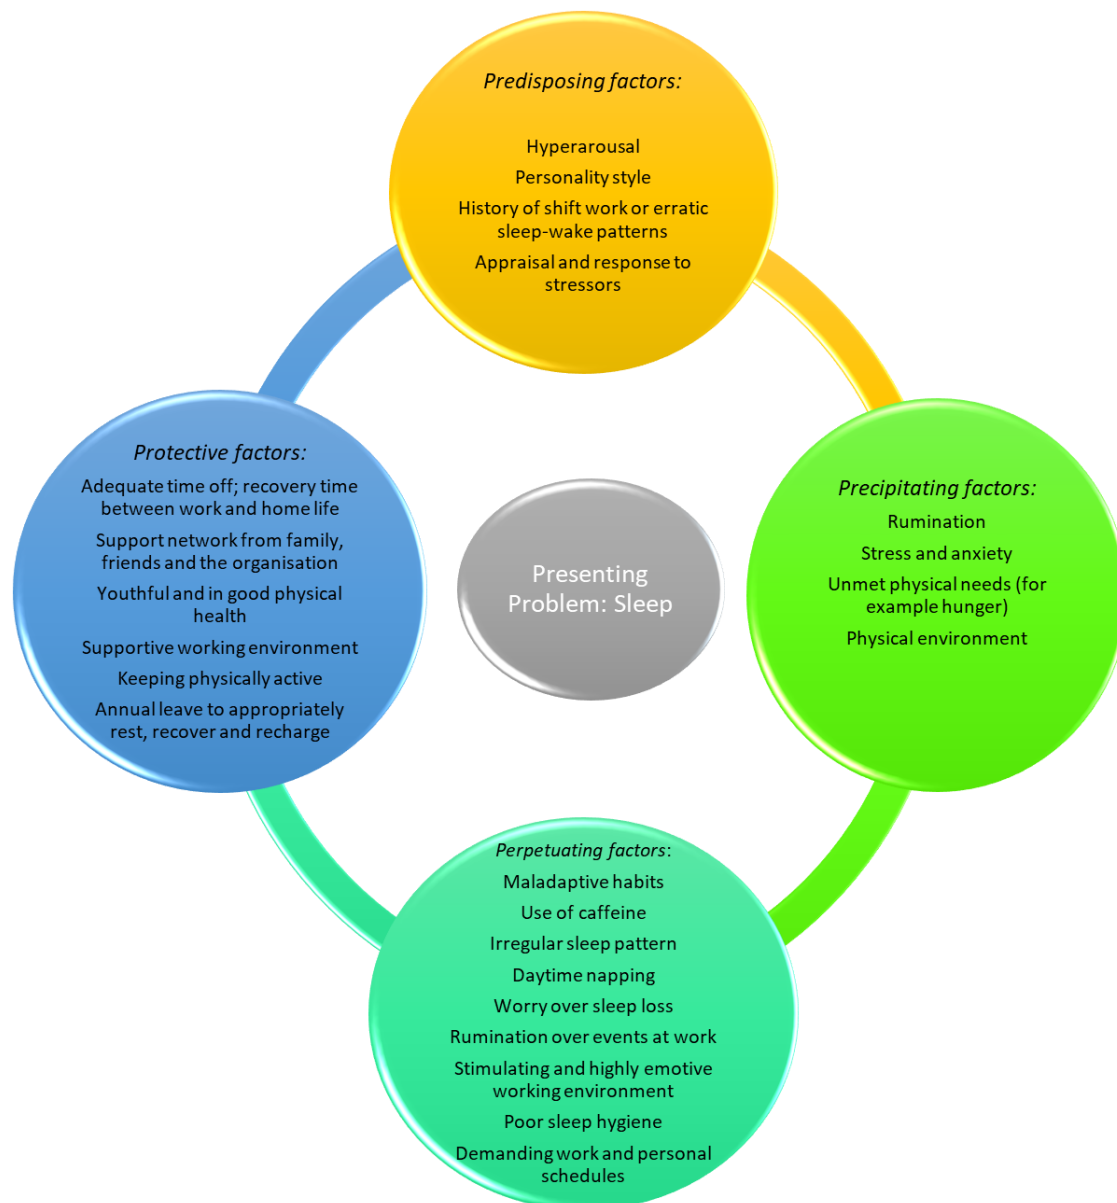 Predisposing factors:
Hyperarousal
Personality style
History of shift work or erratic
sleep-wake patterns
Appraisal and response to
stressors
Precipitating factors:
Rumination
Stress and anxiety
Unmet physical needs (for
example hunger)
Physical environment
Perpetuating factors:
Maladaptive habits
Use of caffeine
Irregular sleep pattern
Daytime napping
Worry over sleep loss
Rumination over events at work
Stimulating and highly emotive
working environment
Poor sleep hygiene
Demanding work and personal
schedules
Protective factors:
Adequate time off; recovery time
between work and home life
Support network from family,
friends and the organisation
Youthful and in good physical
health
Supportive working environment
Keeping physically active
Annual leave to appropriately
rest, recover and recharge
Presenting
Problem: Sleep